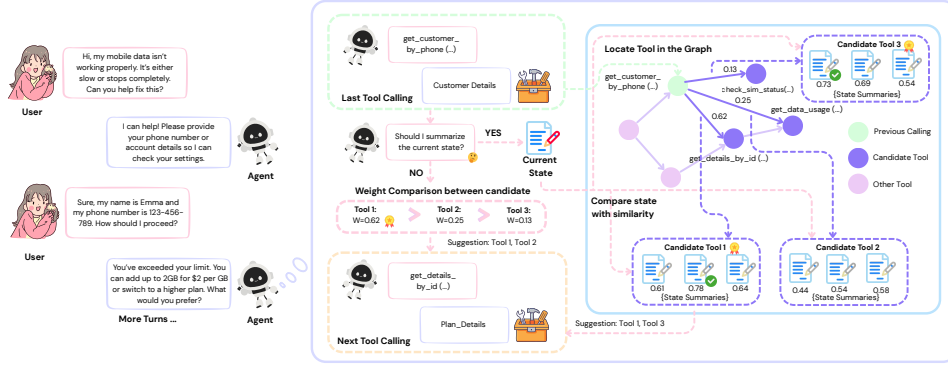 Hi, my mobile data isn't
working properly. It's either
slow or stops completely.
Can you help fix this?
User
I can help! Please provide
your phone number or
account details so I can
check your settings.
Agent
Sure, my name is Emma and
my phone number is 123-456-
789. How should I proceed?
User
You've exceeded your limit. You
can add up to 2GB for $2 per GB
or switch to a higher plan. What
would you prefer?
More Turns ...
Agent
get_customer_
by_phone (...)
Customer Details
Last Tool Calling
Should I summarize
the current state?
YES
Current
State
NO
Weight Comparison between candidate
Tool 1:
W=0.62
Tool 2:
W=0.25
Tool 3:
W=0.13
Suggestion: Tool 1, Tool 2
get_details_
by_id (...)
Plan_Details
Next Tool Calling
Suggestion: Tool 1, Tool 3
Locate Tool in the Graph
get_customer_
by_phone (...)
0.13
check_sim_status(...)
0.25
get_data_usage (...)
0.62
get_details_by_id (...)
Compare state
with similarity
Candidate Tool 3
0.73
0.69
0.54
{State Summaries}
Previous Calling
Candidate Tool
Other Tool
Candidate Tool 1
0.61
0.78
0.64
{State Summaries}
Candidate Tool 2
0.44
0.54
0.58
{State Summaries}